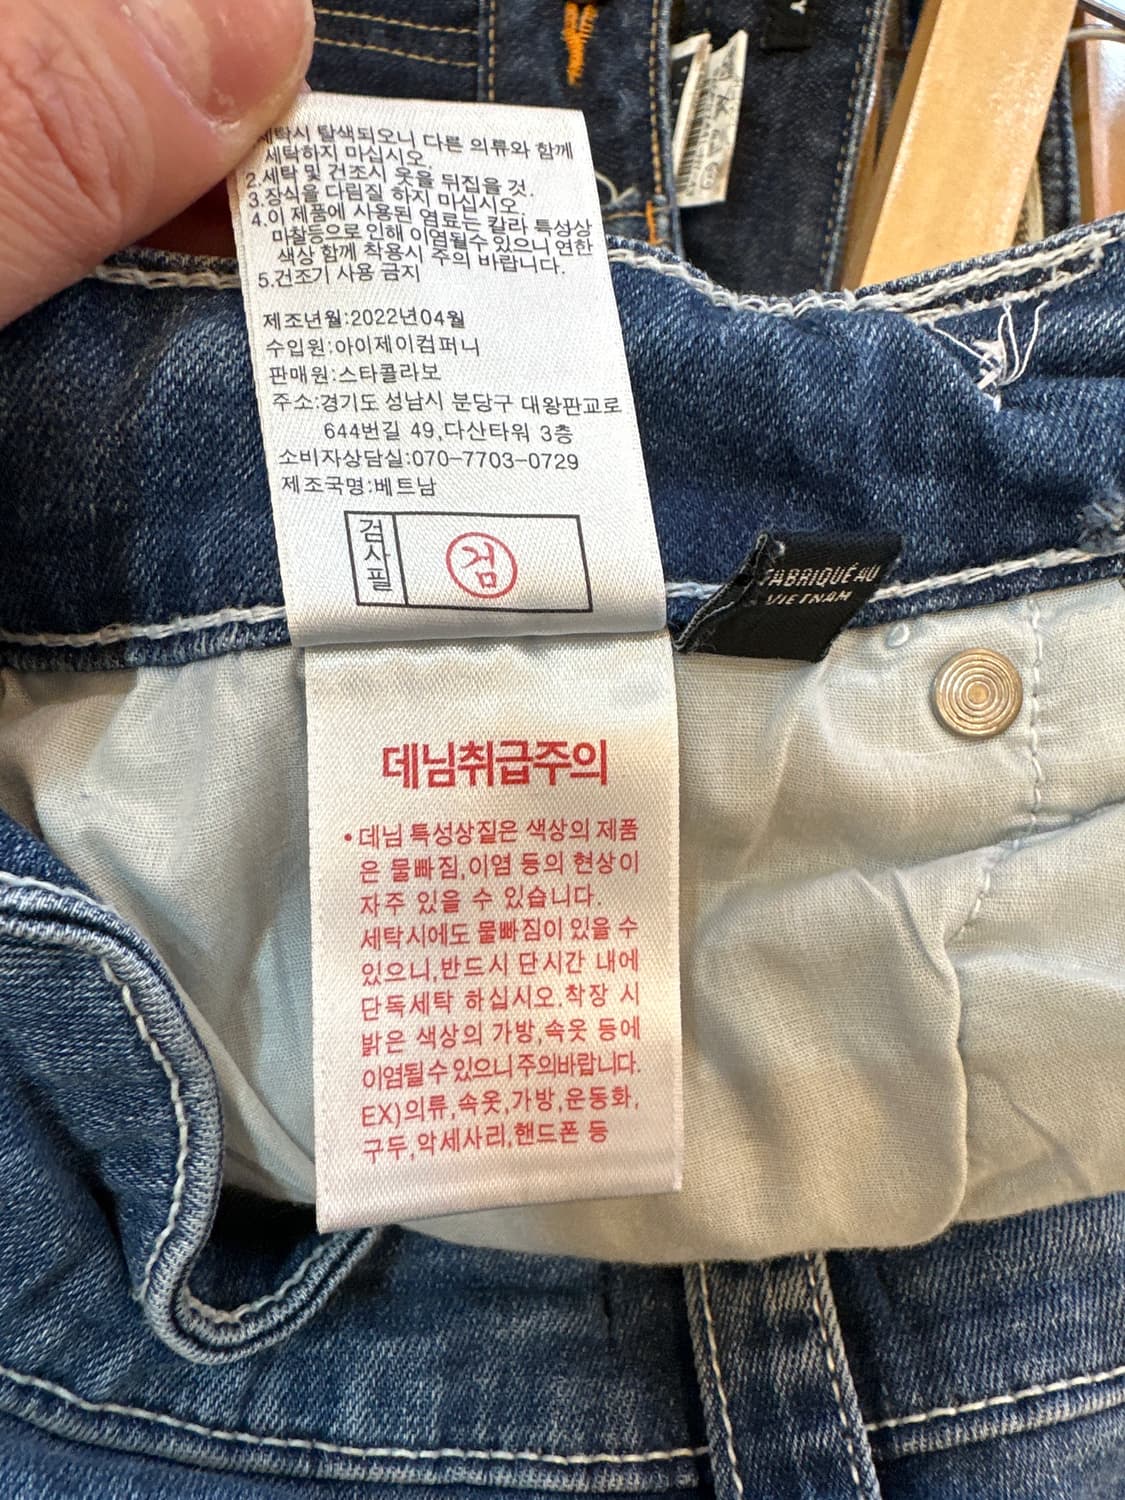 세탁시 탈색되오니 다른 의류와 함께
세탁하지 마십시오.
2.세탁 및 건조시 옷을 뒤집을 것.
3.장식을 다림질 하지 마십시오.
4.이 제품에 사용된 염료는 칼라 특성상
마찰등으로 인해 이염될수 있으니 연한
색상 함께 착용시 주의 바랍니다.
5.건조기 사용 금지
제조년월:2022년04월
수입원:아이제이컴퍼니
판매원:스타콜라보
주소:경기도 성남시 분당구 대왕판교로
644번길 49,다산타워 3층
소비자상담실:070-7703-0729
제조국명:베트남
검사필
검
FABRIQUÉ AU
VIETNAM
데님취급주의
• 데님 특성상짙은 색상의 제품
은 물빠짐,이염 등의 현상이
자주 있을 수 있습니다.
세탁시에도 물빠짐이 있을 수
있으니,반드시 단시간 내에
단독세탁 하십시오.착장 시
밝은 색상의 가방,속옷 등에
이염될수있으니주의바랍니다.
EX)의류,속옷,가방,운동화,
구두,악세사리,핸드폰 등